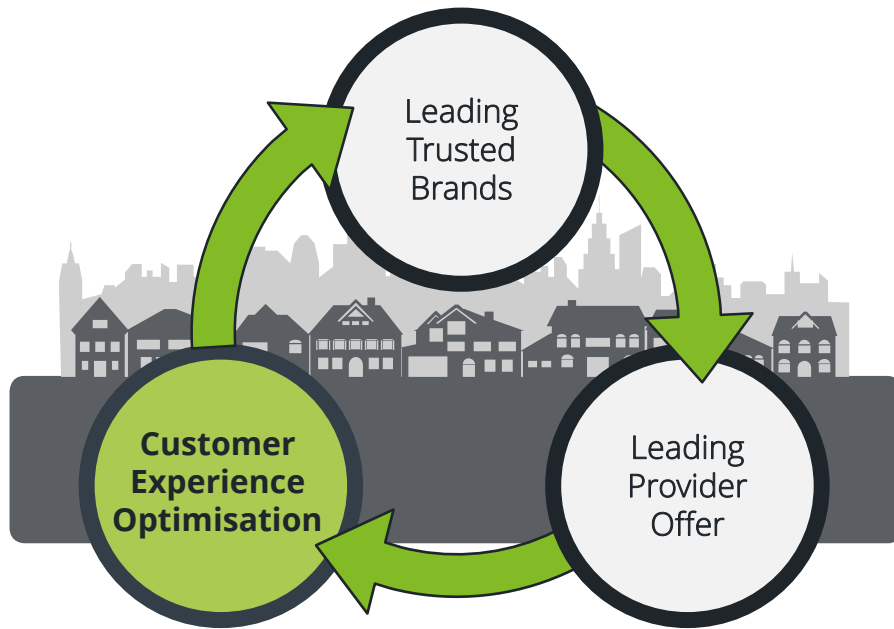 Leading
Trusted
Brands
Customer
Experience
Optimisation
Leading
Provider
Offer